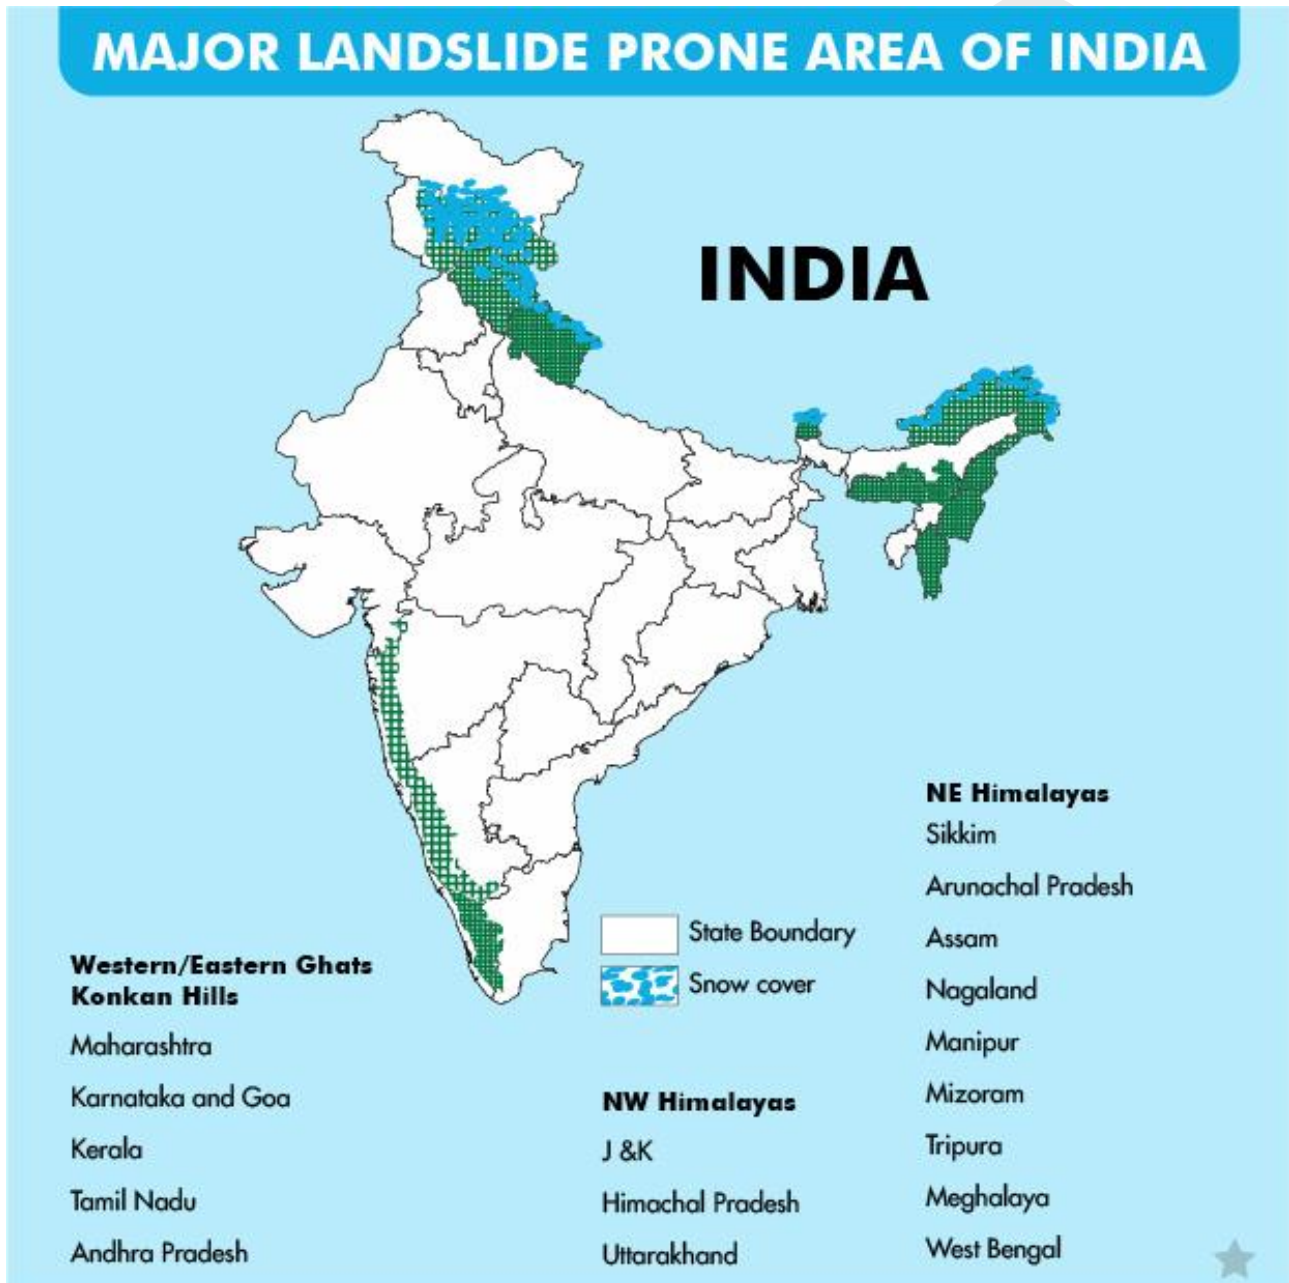 MAJOR LANDSLIDE PRONE AREA OF INDIA
INDIA
Western/Eastern Ghats
Konkan Hills
Maharashtra
Karnataka and Goa
Kerala
Tamil Nadu
Andhra Pradesh
State Boundary
Snow cover
NW Himalayas
J &K
Himachal Pradesh
Uttarakhand
NE Himalayas
Sikkim
Arunachal Pradesh
Assam
Nagaland
Manipur
Mizoram
Tripura
Meghalaya
West Bengal